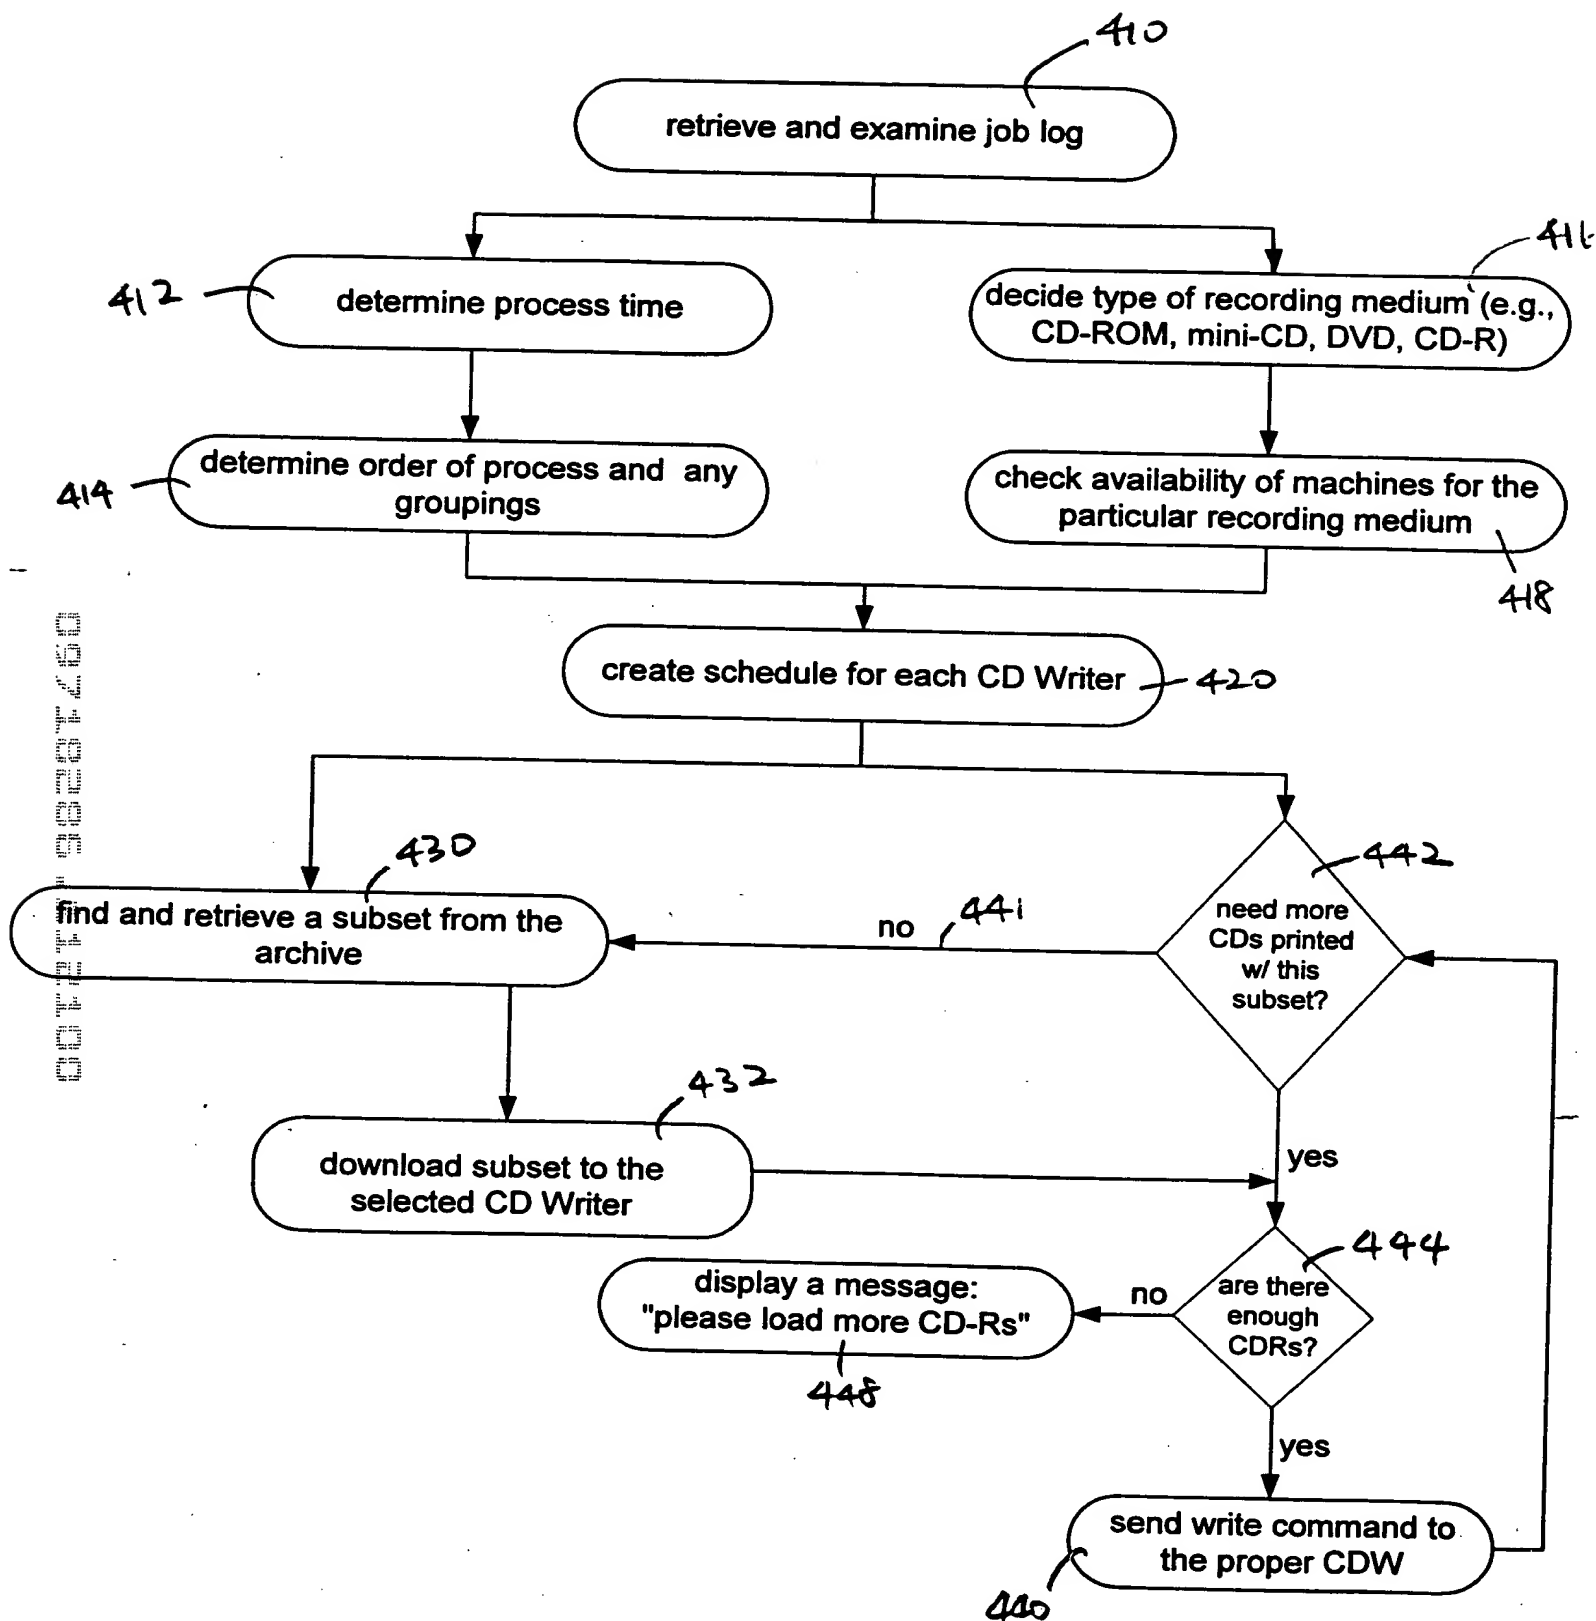 410
retrieve and examine job log
412
determine process time
decide type of recording medium (e.g.,
CD-ROM, mini-CD, DVD, CD-R)
414
determine order of process and any
groupings
check availability of machines for the
particular recording medium
418
create schedule for each CD Writer
420
430
find and retrieve a subset from the
archive
no
441
442
need more
CDs printed
w/ this
subset?
432
download subset to the
selected CD Writer
yes
444
are there
enough
CDRs?
no
display a message:
"please load more CD-Rs"
448
yes
send write command to
the proper CDW
440